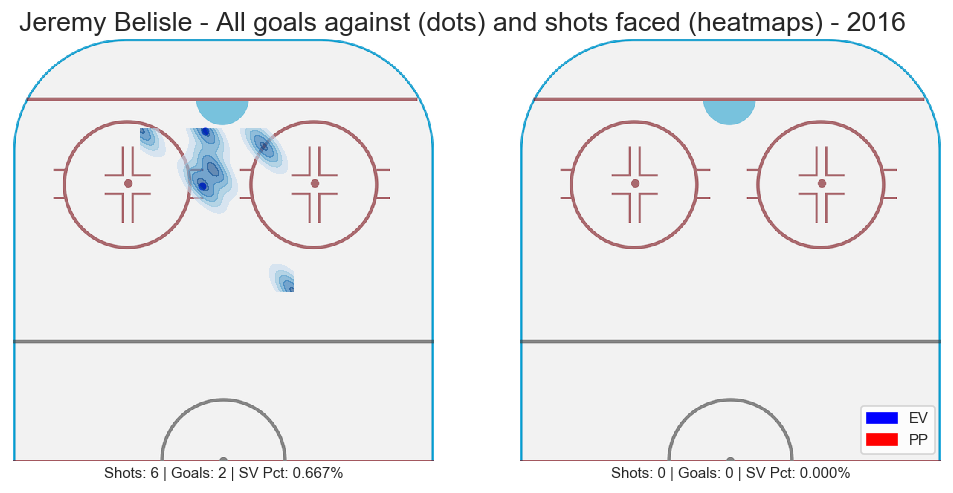 Jeremy Belisle - All goals against (dots) and shots faced (heatmaps) - 2016
EV
PP
Shots: 6 | Goals: 2 | SV Pct: 0.667%
Shots: 0 | Goals: 0 | SV Pct: 0.000%